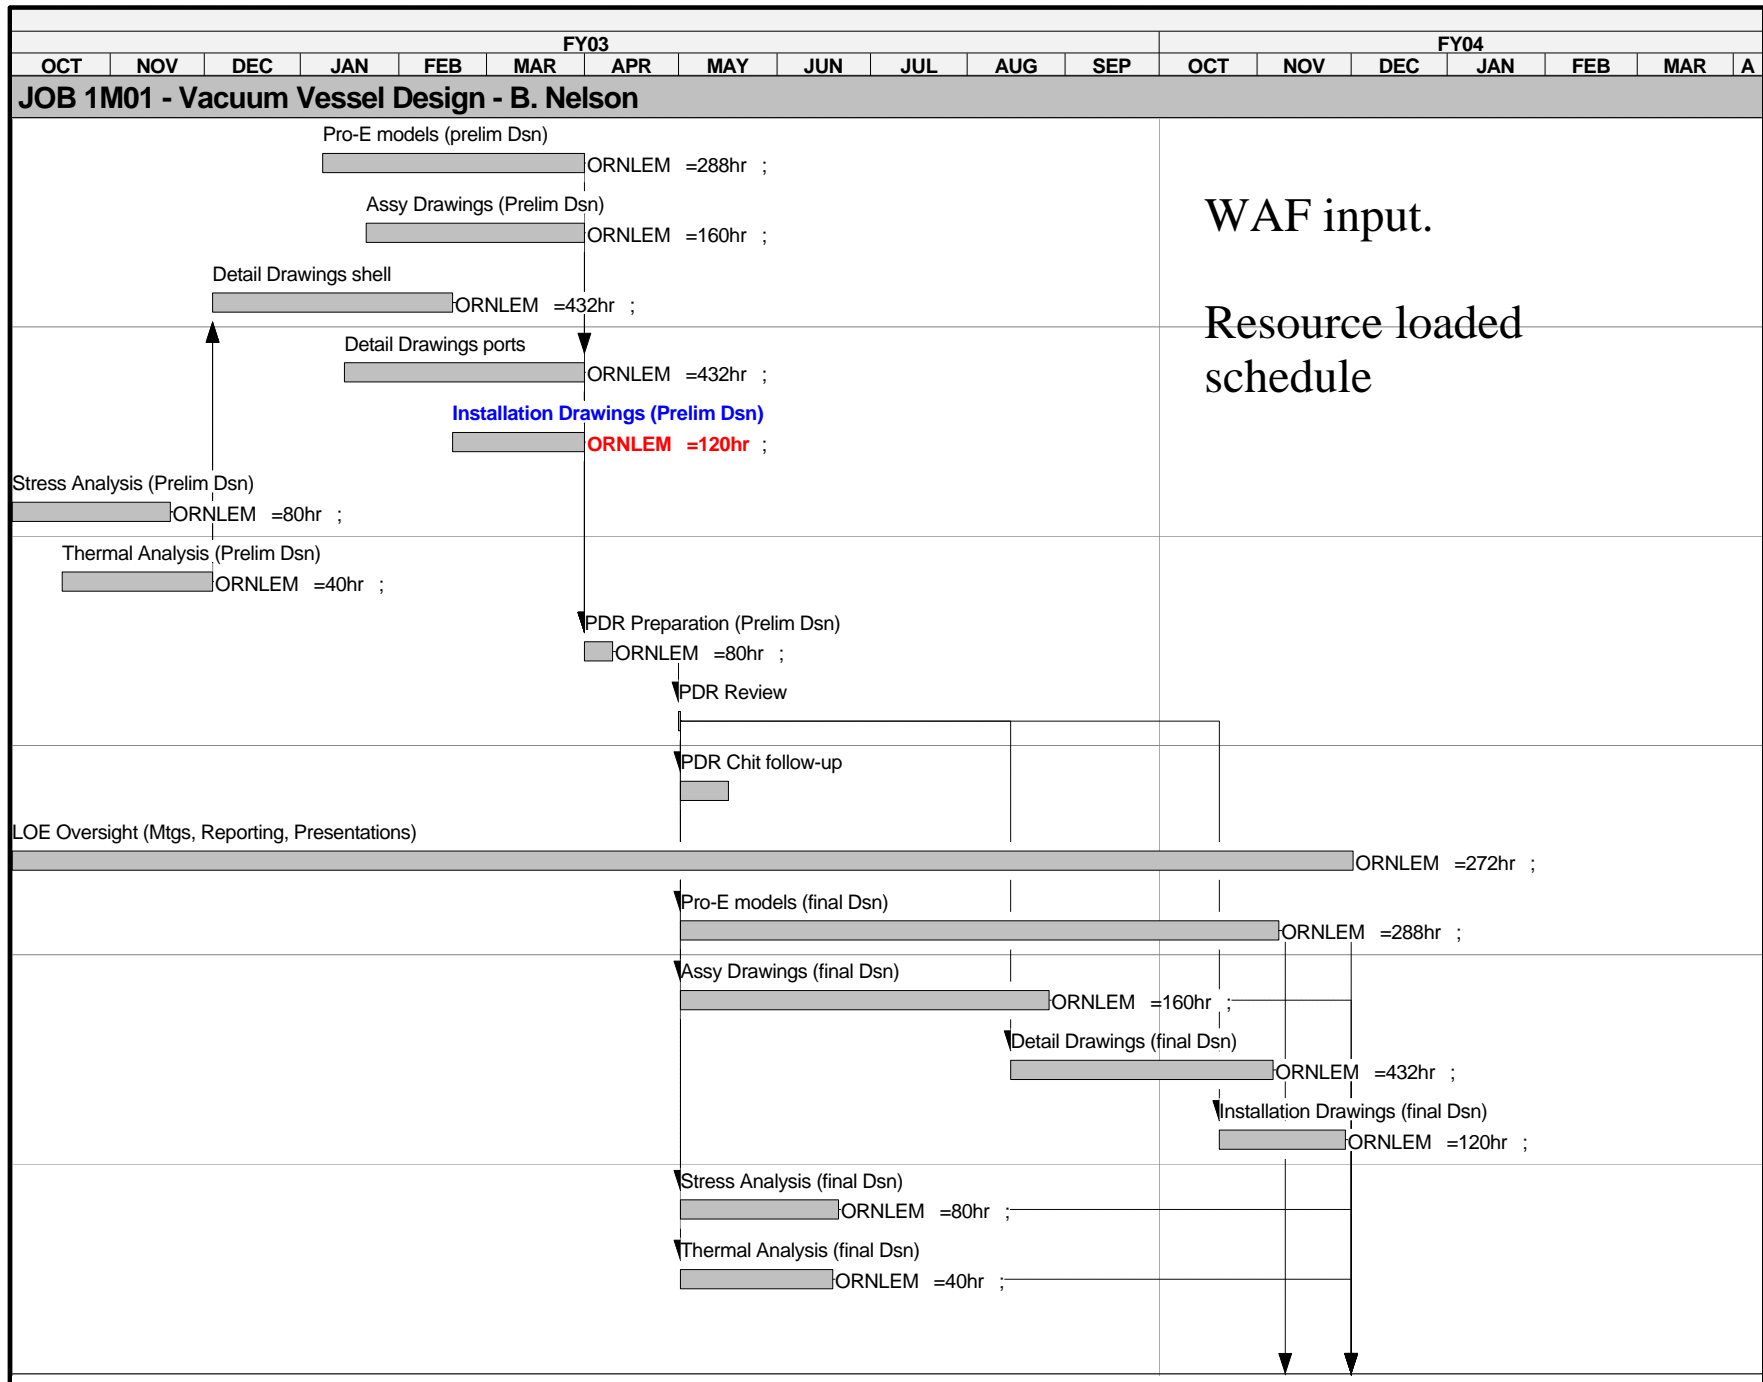 FY03 FY04
OCT NOV DEC JAN FEB MAR APR MAY JUN JUL AUG SEP OCT NOV DEC JAN FEB MAR A
JOB 1M01 - Vacuum Vessel Design - B. Nelson
Pro-E models (prelim Dsn)
ORNLEM =288hr ;
Assy Drawings (Prelim Dsn)
ORNLEM =160hr ;
WAF input.
Detail Drawings shell
ORNLEM =432hr ;
Resource loaded
schedule
Detail Drawings ports
ORNLEM =432hr ;
Installation Drawings (Prelim Dsn)
ORNLEM =120hr ;
Stress Analysis (Prelim Dsn)
ORNLEM =80hr ;
Thermal Analysis (Prelim Dsn)
ORNLEM =40hr ;
PDR Preparation (Prelim Dsn)
ORNLEM =80hr ;
PDR Review
PDR Chit follow-up
LOE Oversight (Mtgs, Reporting, Presentations)
ORNLEM =272hr ;
Pro-E models (final Dsn)
ORNLEM =288hr ;
Assy Drawings (final Dsn)
ORNLEM =160hr ;
Detail Drawings (final Dsn)
ORNLEM =432hr ;
Installation Drawings (final Dsn)
ORNLEM =120hr ;
Stress Analysis (final Dsn)
ORNLEM =80hr ;
Thermal Analysis (final Dsn)
ORNLEM =40hr ;